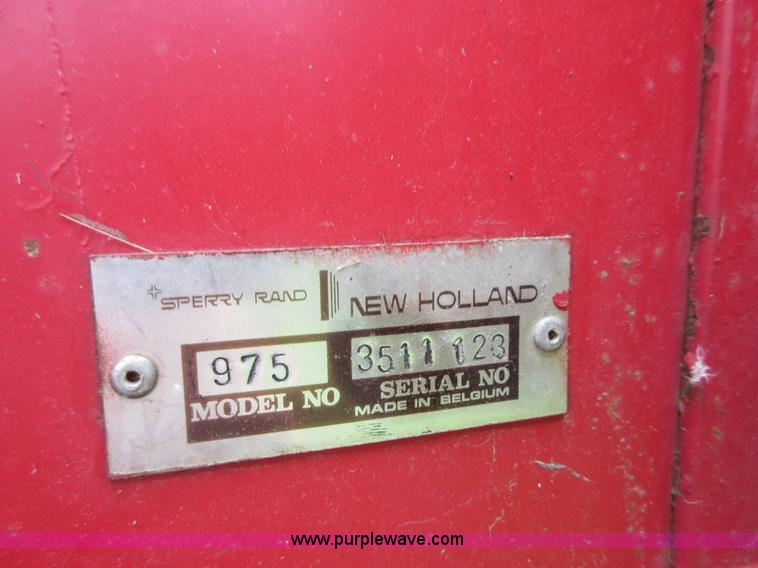 SPERRY RAND NEW HOLLAND
975 3511123
MODEL NO SERIAL NO
MADE IN BELGIUM
www.purplewave.com